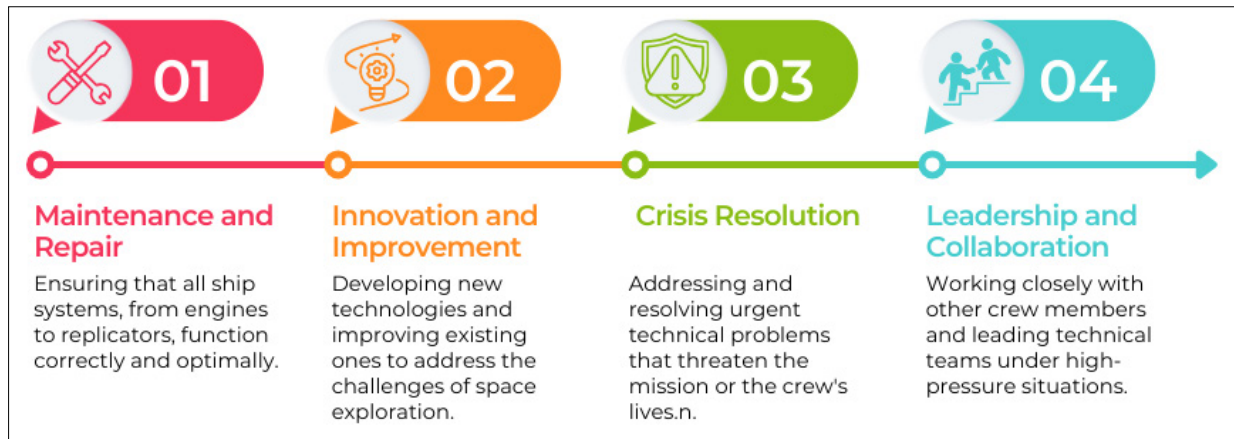 01
02
03
04
Maintenance and
Repair
Ensuring that all ship
systems, from engines
to replicators, function
correctly and optimally.
Innovation and
Improvement
Developing new
technologies and
improving existing
ones to address the
challenges of space
exploration.
Crisis Resolution
Addressing and
resolving urgent
technical problems
that threaten the
mission or the crew's
lives.n.
Leadership and
Collaboration
Working closely with
other crew members
and leading technical
teams under high-
pressure situations.